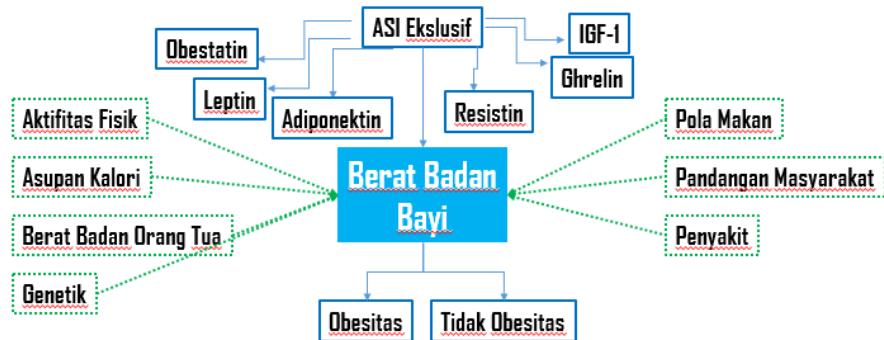 ASI Ekslusif
IGF-1
Obestatin
Ghrelin
Leptin
Adiponektin
Resistin
Aktifitas Fisik
Pola Makan
Berat Badan
Bayi
Asupan Kalori
Pandangan Masyarakat
Berat Badan Orang Tua
Penyakit
Genetik
Obesitas
Tidak Obesitas